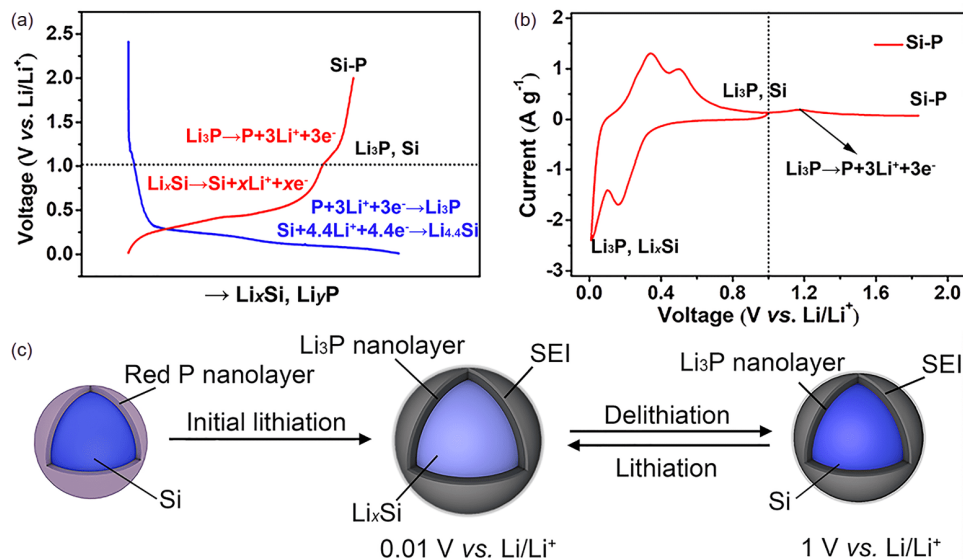 (a)
Voltage (V vs. Li/Li⁺)
2.5
2.0
1.5
1.0
0.5
0.0
Si-P
Li₃P→P+3Li⁺+3e⁻
Li₃P, Si
LiₓSi→Si+xLi⁺+xe⁻
P+3Li⁺+3e⁻→Li₃P
Si+4.4Li⁺+4.4e⁻→Li₄.₄Si
→ LixSi, LiyP
(b)
Current (A g⁻¹)
2
1
0
-1
-2
-3
Si-P
Li₃P, Si
Si-P
Li₃P→P+3Li⁺+3e⁻
Li₃P, LixSi
0.0 0.4 0.8 1.2 1.6 2.0
Voltage (V vs. Li/Li⁺)
(c)
Red P nanolayer
Si
Initial lithiation
Li₃P nanolayer
SEI
LiₓSi
0.01 V vs. Li/Li⁺
Delithiation
Lithiation
Li₃P nanolayer
SEI
Si
1 V vs. Li/Li⁺